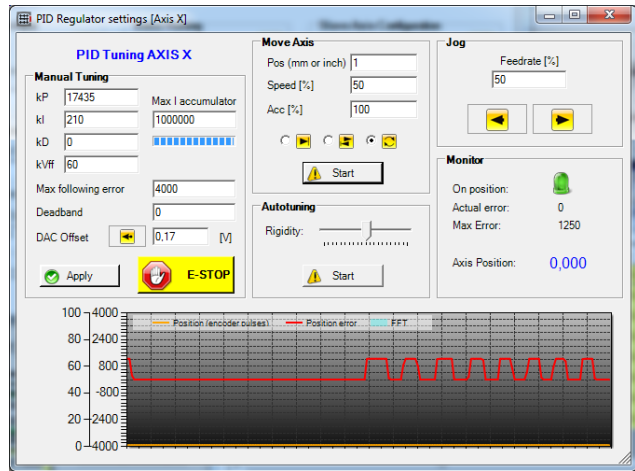 PID Regulator settings [Axis X]
PID Tuning AXIS X
Manual Tuning
kP 17435
kI 210
kD 0
kVff 60
Max I accumulator
1000000
Max following error 4000
Deadband 0
DAC Offset 0,17 [V]
Apply
E-STOP
Move Axis
Pos (mm or inch) 1
Speed [%] 50
Acc [%] 100
Start
Autotuning
Rigidity:
Start
Jog
Feedrate [%]
50
Monitor
On position:
Actual error: 0
Max Error: 1250
Axis Position: 0,000
Position (encoder pulses) Position error FFT
100 4000
80 2400
60 800
40 -800
20 -2400
0 -4000